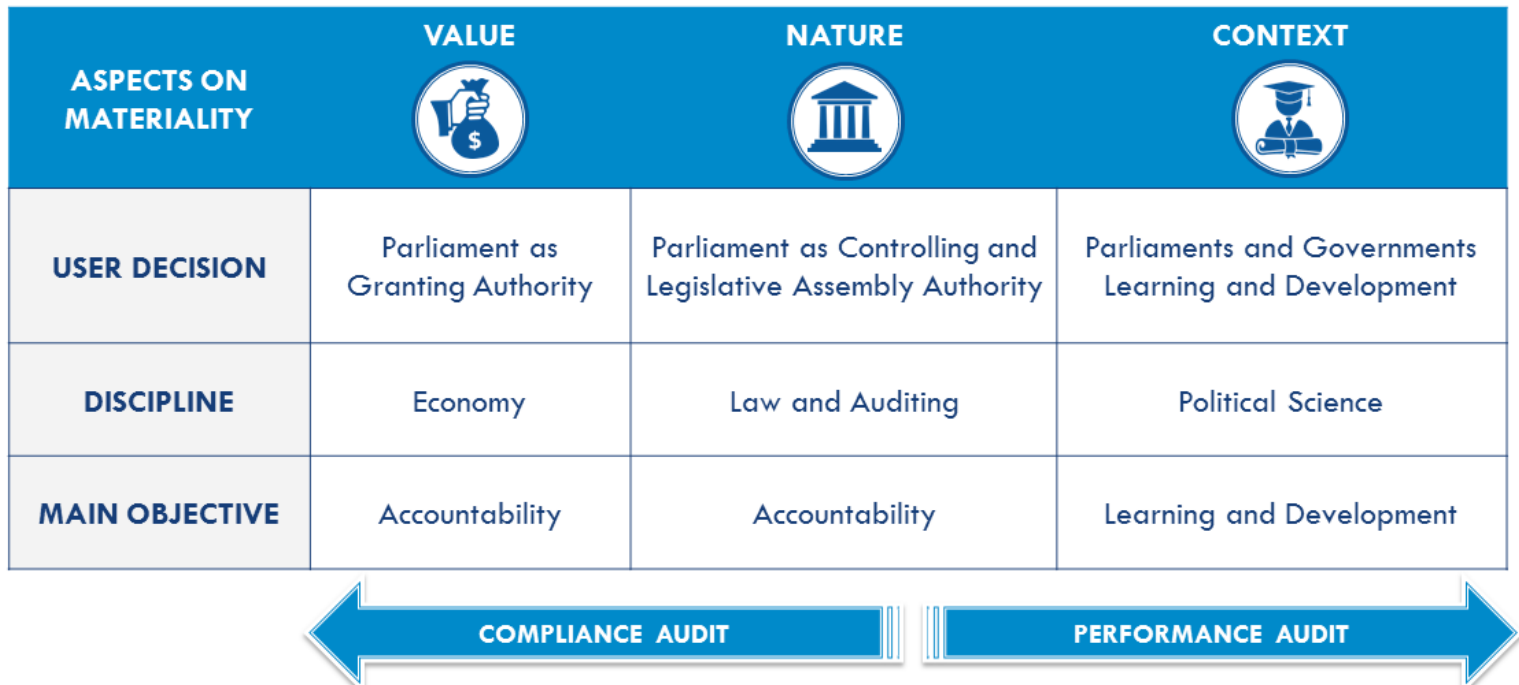 ASPECTS ON
MATERIALITY
VALUE
$
NATURE
CONTEXT
USER DECISION
Parliament as
Granting Authority
Parliament as Controlling and
Legislative Assembly Authority
Parliaments and Governments
Learning and Development
DISCIPLINE
Economy
Law and Auditing
Political Science
MAIN OBJECTIVE
Accountability
Accountability
Learning and Development
COMPLIANCE AUDIT
PERFORMANCE AUDIT